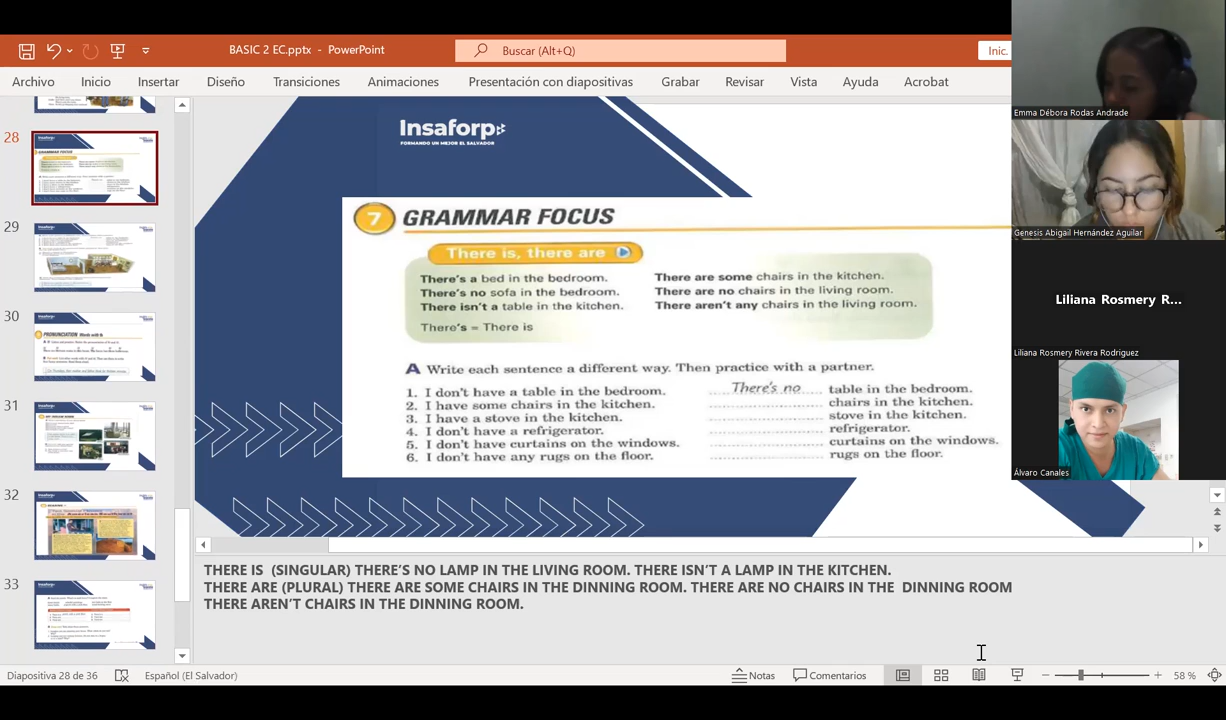 BASIC 2 EC.pptx - PowerPoint
Buscar (Alt+Q)
Inic.
Archivo Inicio Insertar Diseño Transiciones Animaciones Presentación con diapositivas Grabar Revisar Vista Ayuda Acrobat
28
29
30
31
32
33
Insaforp
FORMANDO UN MEJOR EL SALVADOR
7 GRAMMAR FOCUS
There is, there are
There's a bed in the bedroom. There are some chairs in the kitchen.
There's no sofa in the bedroom. There are no chairs in the living room.
There isn't a table in the kitchen. There aren't any chairs in the living room.
There's = There is
A Write each sentence a different way. Then practice with a partner.
1. I don't have a table in the bedroom. There's no table in the bedroom.
2. I have some chairs in the kitchen. chairs in the kitchen.
3. I have a stove in the kitchen. stove in the kitchen.
4. I don't have a refrigerator. refrigerator.
5. I don't have curtains on the windows. curtains on the windows.
6. I don't have any rugs on the floor. rugs on the floor.
THERE IS (SINGULAR) THERE'S NO LAMP IN THE LIVING ROOM. THERE ISN'T A LAMP IN THE KITCHEN.
THERE ARE (PLURAL) THERE ARE SOME CHAIRS IN THE DINNING ROOM. THERE ARE NO CHAIRS IN THE DINNING ROOM
THERE AREN'T CHAIRS IN THE DINNING ROOM.
Diapositiva 28 de 36 Español (El Salvador) Notas Comentarios 58 %
Emma Débora Rodas Andrade
Genesis Abigail Hernández Aguilar
Liliana Rosmery R...
Liliana Rosmery Rivera Rodriguez
Álvaro Canales